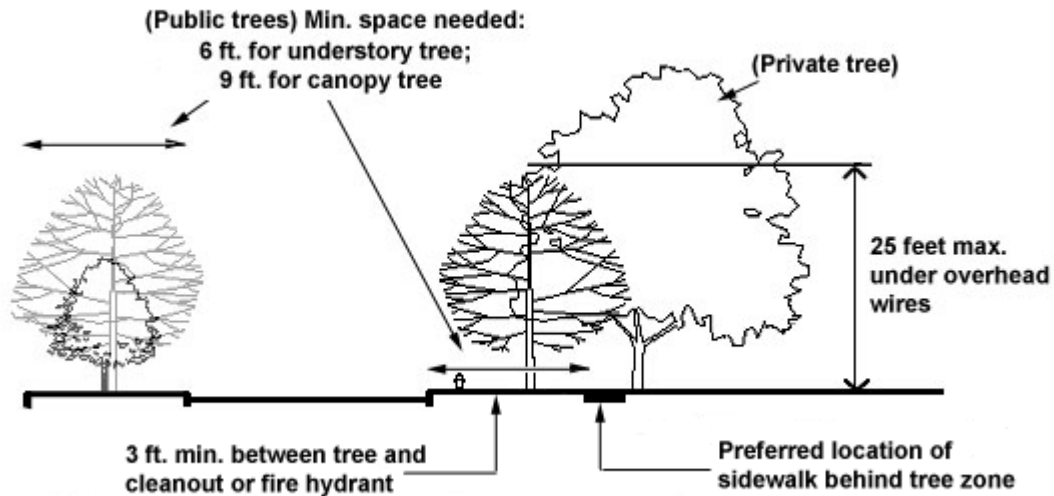 (Public trees) Min. space needed:
6 ft. for understory tree;
9 ft. for canopy tree
(Private tree)
25 feet max.
under overhead
wires
3 ft. min. between tree and
cleanout or fire hydrant
Preferred location of
sidewalk behind tree zone